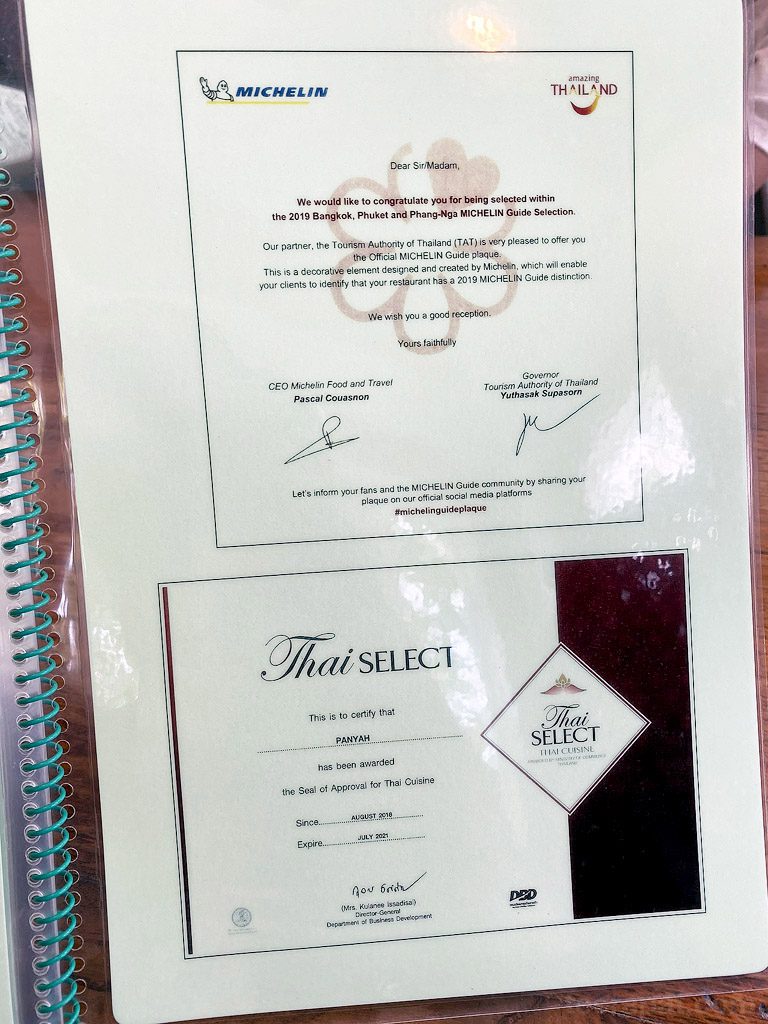 MICHELIN
amazing
THAILAND
Dear Sir/Madam,
We would like to congratulate you for being selected within
the 2019 Bangkok, Phuket and Phang-Nga MICHELIN Guide Selection.
Our partner, the Tourism Authority of Thailand (TAT) is very pleased to offer you
the Official MICHELIN Guide plaque.
This is a decorative element designed and created by Michelin, which will enable
your clients to identify that your restaurant has a 2019 MICHELIN Guide distinction.
We wish you a good reception.
Yours faithfully
CEO Michelin Food and Travel
Pascal Couasnon
Governor
Tourism Authority of Thailand
Yuthasak Supasorn
Let's inform your fans and the MICHELIN Guide community by sharing your
plaque on our official social media platforms
#michelinguideplaque
Thai SELECT
This is to certify that
PANYAH
has been awarded
the Seal of Approval for Thai Cuisine
Since AUGUST 2018
Expire JULY 2021
(Mrs. Kulanee Issadisai)
Director-General
Department of Business Development
Thai
SELECT
THAI CUISINE
AWARDED BY MINISTRY OF COMMERCE
THAILAND
DBD